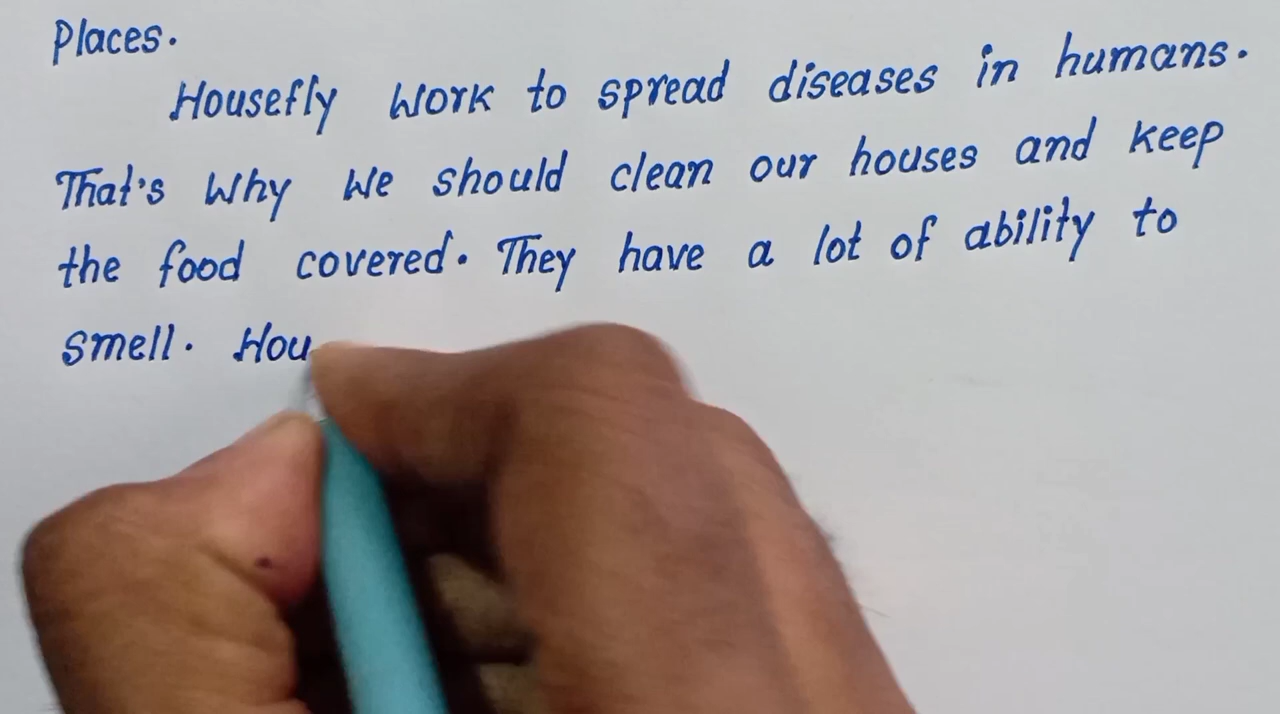 Places.
Housefly work to spread diseases in humans.
That's why we should clean our houses and keep
the food covered. They have a lot of ability to
smell. Hou